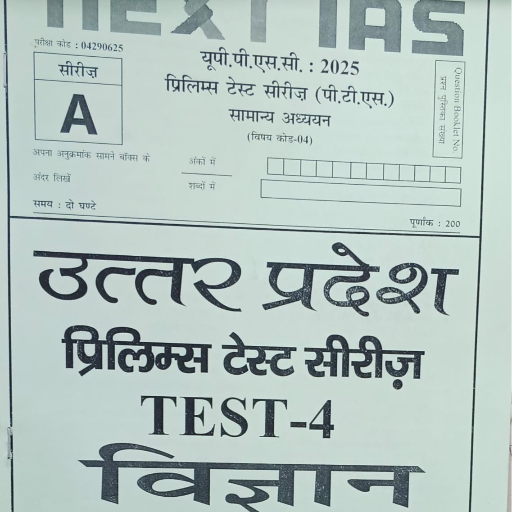 NEXT IAS
परीक्षा कोड : 04290625
सीरीज़
A
यू.पी.पी.एस.सी. : 2025
प्रिलिम्स टेस्ट सीरीज़ (पी.टी.एस.)
सामान्य अध्ययन
(विषय कोड-04)
Question Booklet No.
प्रश्न पुस्तिका संख्या
अपना अनुक्रमांक सामने बॉक्स के
अंदर लिखें
अंकों में
शब्दों में
समय : दो घण्टे
पूर्णांक : 200
उत्तर प्रदेश
प्रिलिम्स टेस्ट सीरीज़
TEST-4
विज्ञान